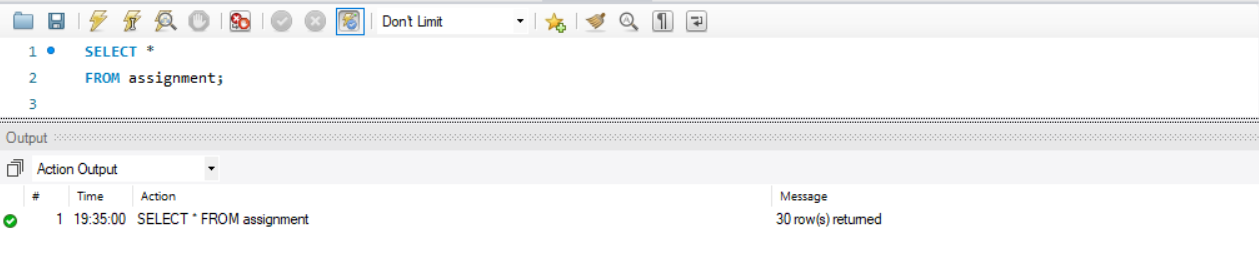 Don't Limit
1 SELECT *
2 FROM assignment;
3
Output
Action Output
# Time Action Message
1 19:35:00 SELECT * FROM assignment 30 row(s) returned